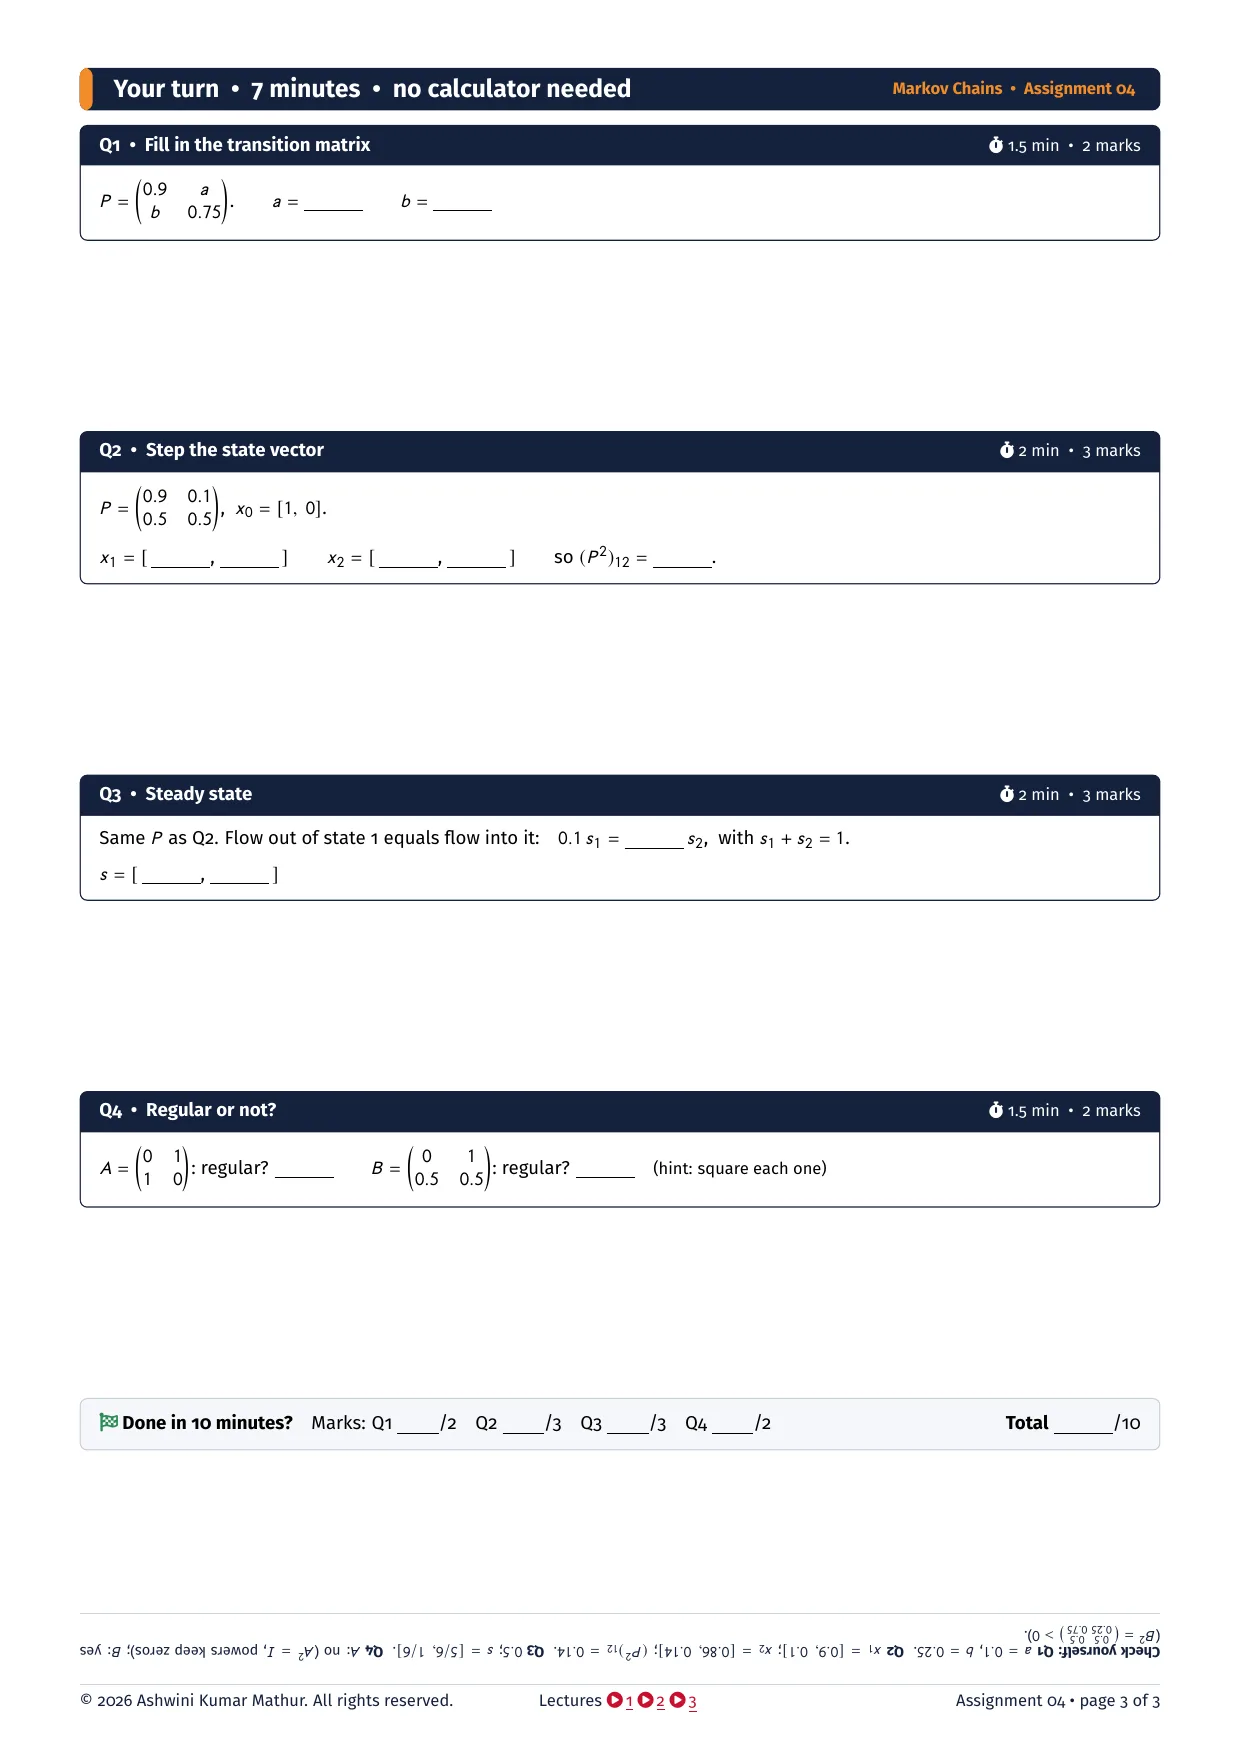 Your turn • 7 minutes • no calculator needed Markov Chains • Assignment 04
Q1 • Fill in the transition matrix 1.5 min • 2 marks
P = (0.9 a
b 0.75). a = ______ b = ______
Q2 • Step the state vector 2 min • 3 marks
P = (0.9 0.1
0.5 0.5), x₀ = [1, 0].
x₁ = [ ______, ______ ] x₂ = [ ______, ______ ] so (P²)₁₂ = ______.
Q3 • Steady state 2 min • 3 marks
Same P as Q2. Flow out of state 1 equals flow into it: 0.1 s₁ = ______ s₂, with s₁ + s₂ = 1.
s = [ ______, ______ ]
Q4 • Regular or not? 1.5 min • 2 marks
A = (0 1
1 0): regular? ______ B = (0 1
0.5 0.5): regular? ______ (hint: square each one)
Done in 10 minutes? Marks: Q1 ____/2 Q2 ____/3 Q3 ____/3 Q4 ____/2 Total ______/10
Check yourself: Q1 a = 0.1, b = 0.25. Q2 x₁ = [0.9, 0.1]; x₂ = [0.86, 0.14]; (P²)₁₂ = 0.14. Q3 0.5; s = [5/6, 1/6]. Q4 A: no (A² = I, powers keep zeros); B: yes
(B² = (0.5 0.5
0.25 0.75) > 0).
© 2026 Ashwini Kumar Mathur. All rights reserved. Lectures 1 2 3 Assignment 04 • page 3 of 3